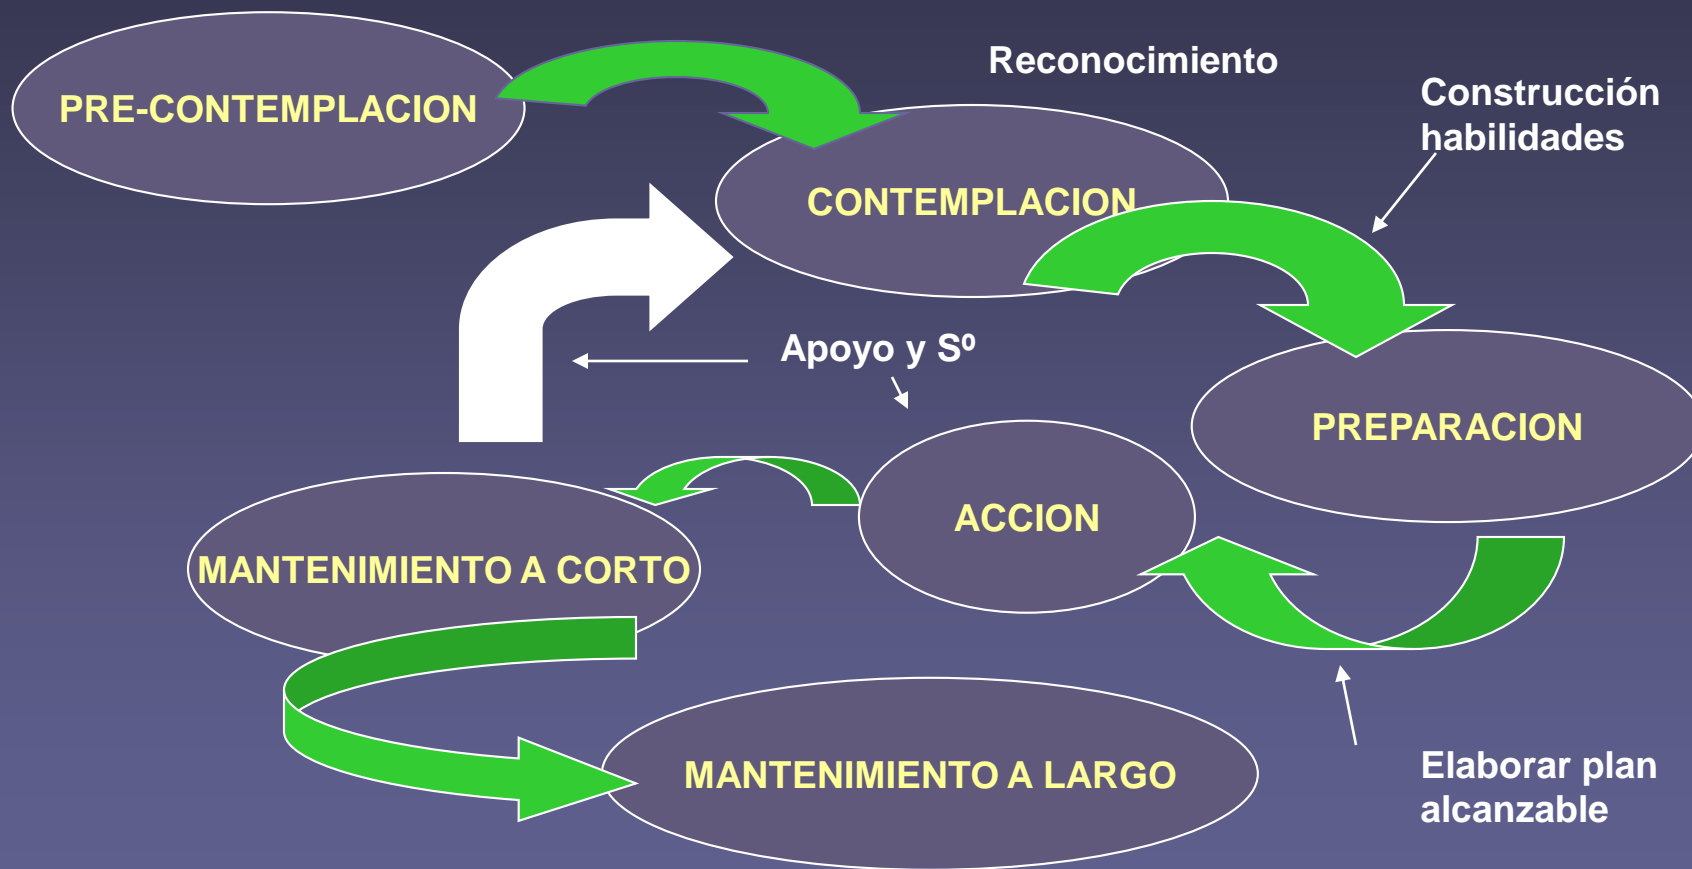 Reconocimiento
PRE-CONTEMPLACION
Construcción
habilidades
CONTEMPLACION
Apoyo y Sº
PREPARACION
ACCION
MANTENIMIENTO A CORTO
MANTENIMIENTO A LARGO
Elaborar plan
alcanzable